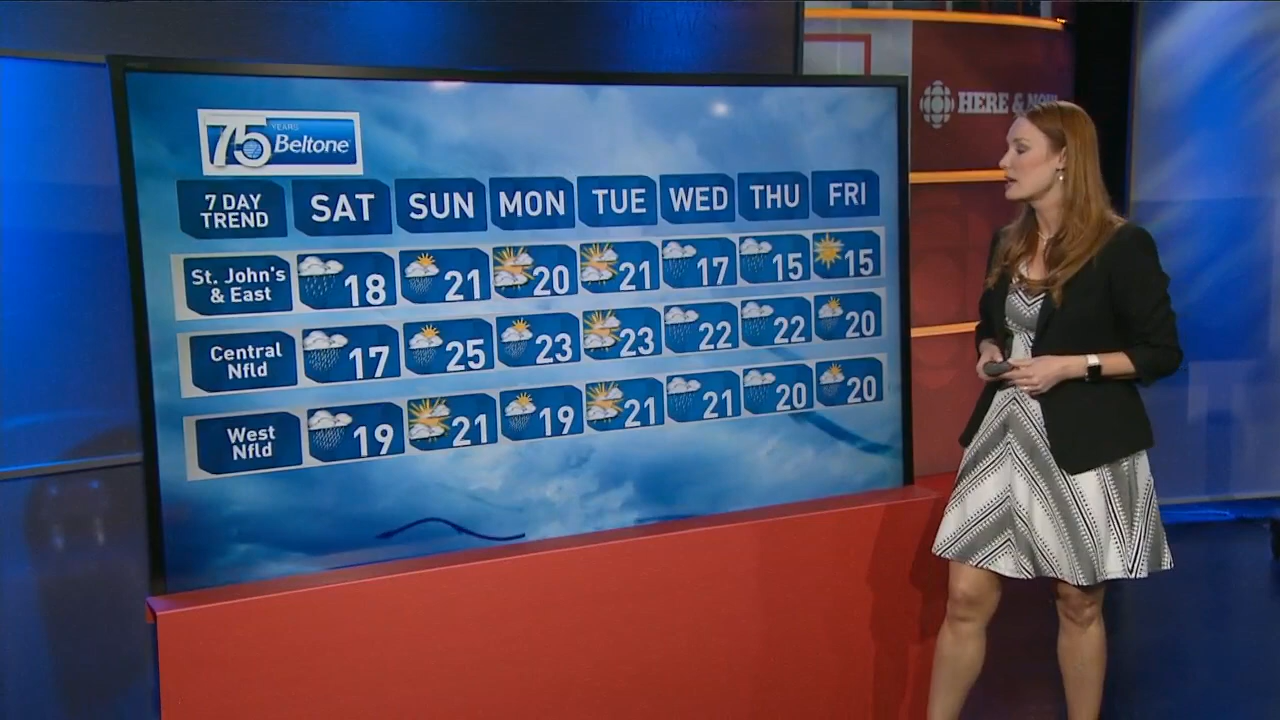 75 YEARS
Beltone
HERE & NOW
7 DAY
TREND
SAT SUN MON TUE WED THU FRI
St. John's
& East
18 21 20 21 17 15 15
Central
Nfld
17 25 23 23 22 22 20
West
Nfld
19 21 19 21 21 20 20